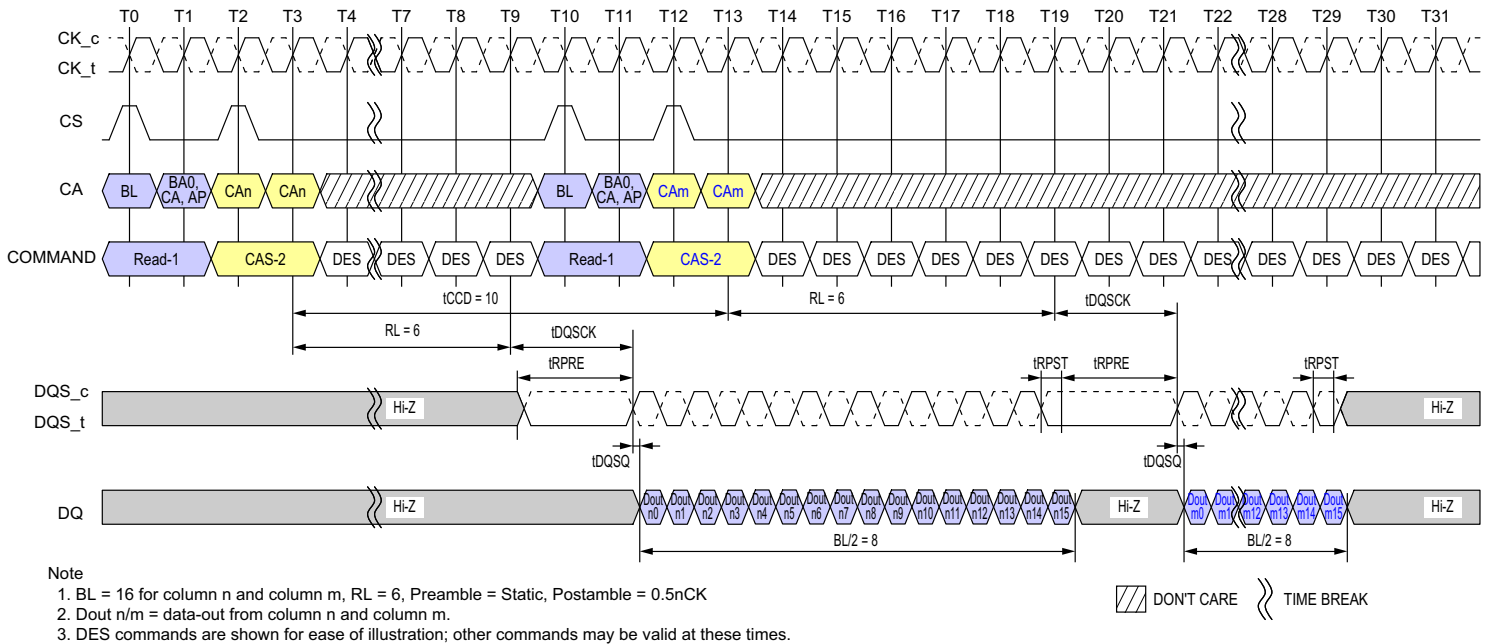 T0 T1 T2 T3 T4 T7 T8 T9 T10 T11 T12 T13 T14 T15 T16 T17 T18 T19 T20 T21 T22 T28 T29 T30 T31
CK_c
CK_t
CS
CA BL BA0, CA, AP CAn CAn BL BA0, CA, AP CAm CAm
COMMAND Read-1 CAS-2 DES DES DES DES Read-1 CAS-2 DES DES DES DES DES DES DES DES DES DES DES DES DES
tCCD = 10 RL = 6 tDQSCK
RL = 6 tDQSCK
tRPRE tRPST tRPRE tRPST
DQS_c
DQS_t
Hi-Z Hi-Z
tDQSQ tDQSQ
DQ Hi-Z Dout n0 Dout n1 Dout n2 Dout n3 Dout n4 Dout n5 Dout n6 Dout n7 Dout n8 Dout n9 Dout n10 Dout n11 Dout n12 Dout n13 Dout n14 Dout n15 Hi-Z Dout m0 Dout m1 Dout m12 Dout m13 Dout m14 Dout m15 Hi-Z
BL/2 = 8 BL/2 = 8
Note
1. BL = 16 for column n and column m, RL = 6, Preamble = Static, Postamble = 0.5nCK
2. Dout n/m = data-out from column n and column m.
3. DES commands are shown for ease of illustration; other commands may be valid at these times.
DON'T CARE TIME BREAK